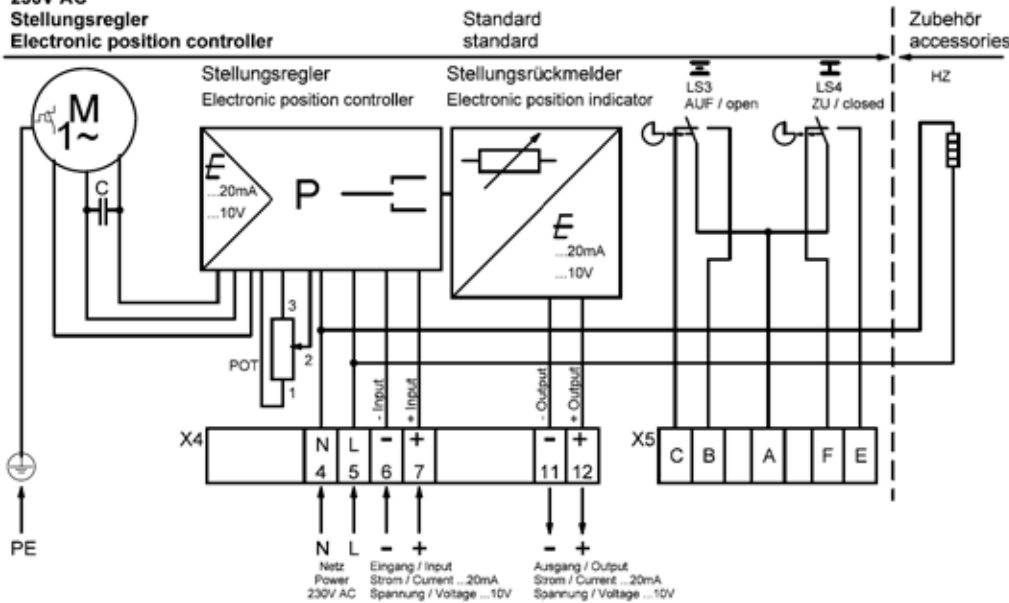 230V AC
Stellungsregler Standard Zubehör
Electronic position controller standard accessories
Stellungsregler Stellungsrückmelder
Electronic position controller Electronic position indicator
LS3
AUF / open
LS4
ZU / closed
HZ
M
1~
C
E
...20mA
...10V
P
E
...20mA
...10V
POT
3
2
1
- Input
+ Input
- Output
+ Output
X4
N L − +
4 5 6 7
− +
11 12
X5
C B A F E
PE
N L − +
Netz
Power
230V AC
Eingang / Input
Strom / Current ...20mA
Spannung / Voltage ...10V
− +
Ausgang / Output
Strom / Current ...20mA
Spannung / Voltage ...10V